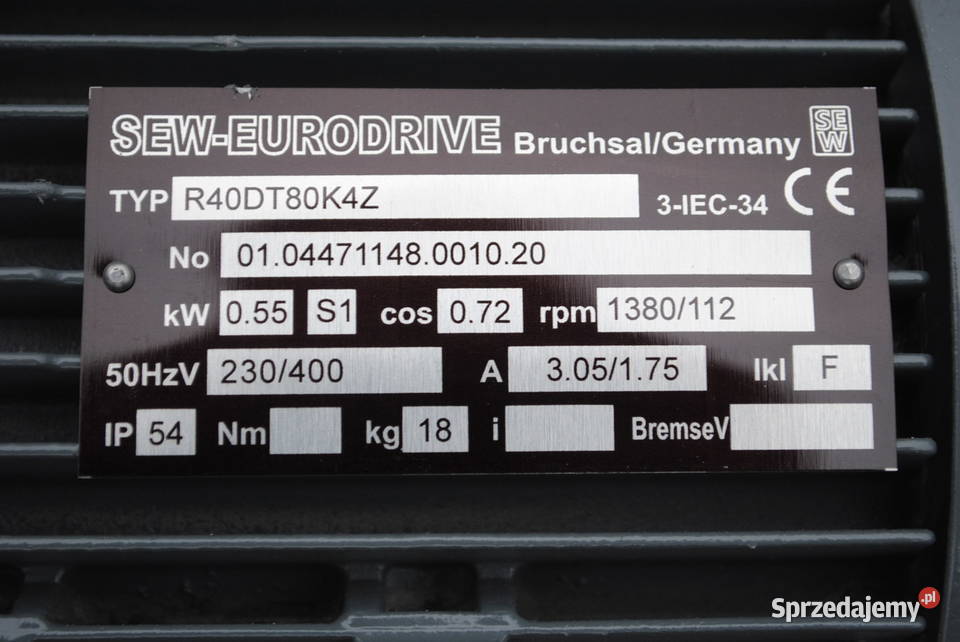 SEW-EURODRIVE Bruchsal/Germany SEW
TYP R40DT80K4Z 3-IEC-34 CE
No 01.04471148.0010.20
kW 0.55 S1 cos 0.72 rpm 1380/112
50HzV 230/400 A 3.05/1.75 Ikl F
IP 54 Nm kg 18 i BremseV
Sprzedajemy.pl